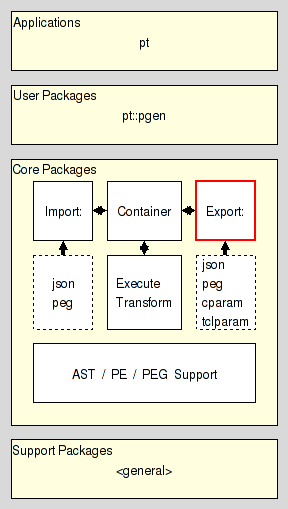 Applications
pt
User Packages
pt::pgen
Core Packages
Import:
Container
Export:
json
peg
Execute
Transform
json
peg
cparam
tclparam
AST / PE / PEG Support
Support Packages
<general>